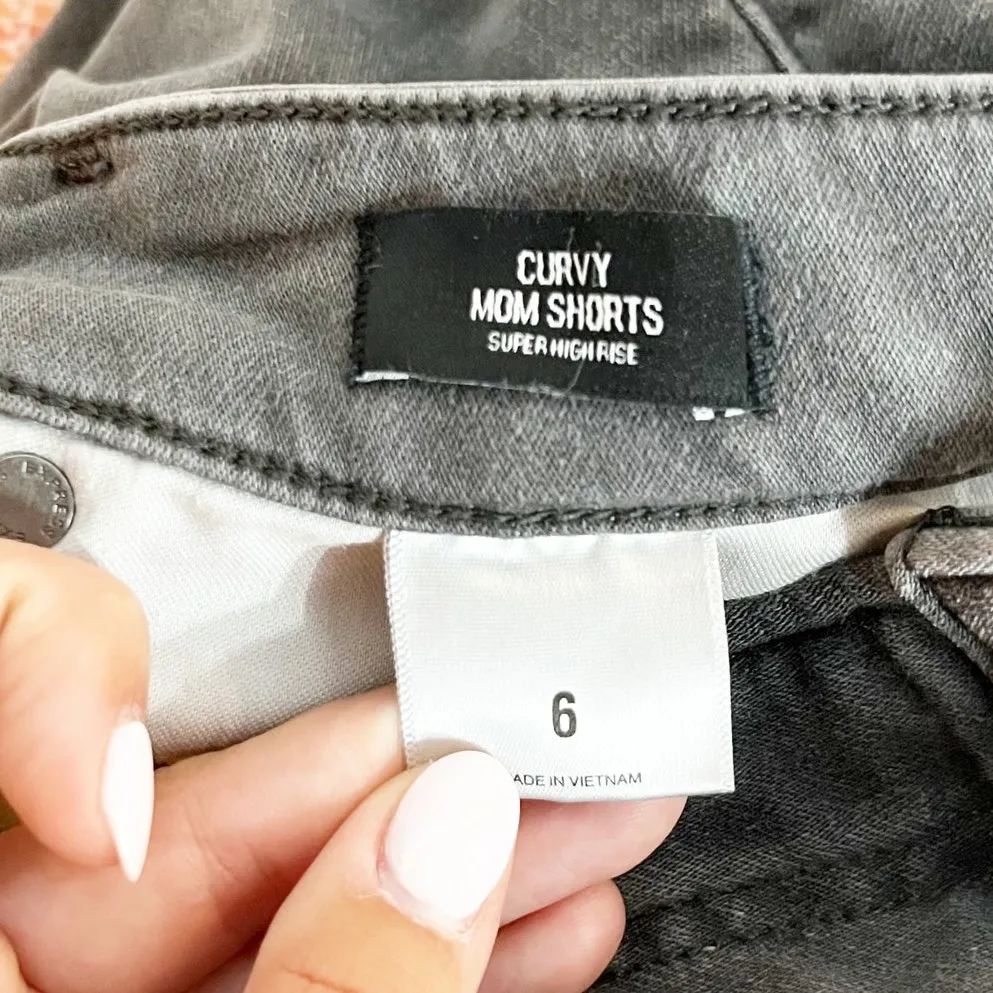 CURVY
MOM SHORTS
SUPER HIGH RISE
6
ADE IN VIETNAM